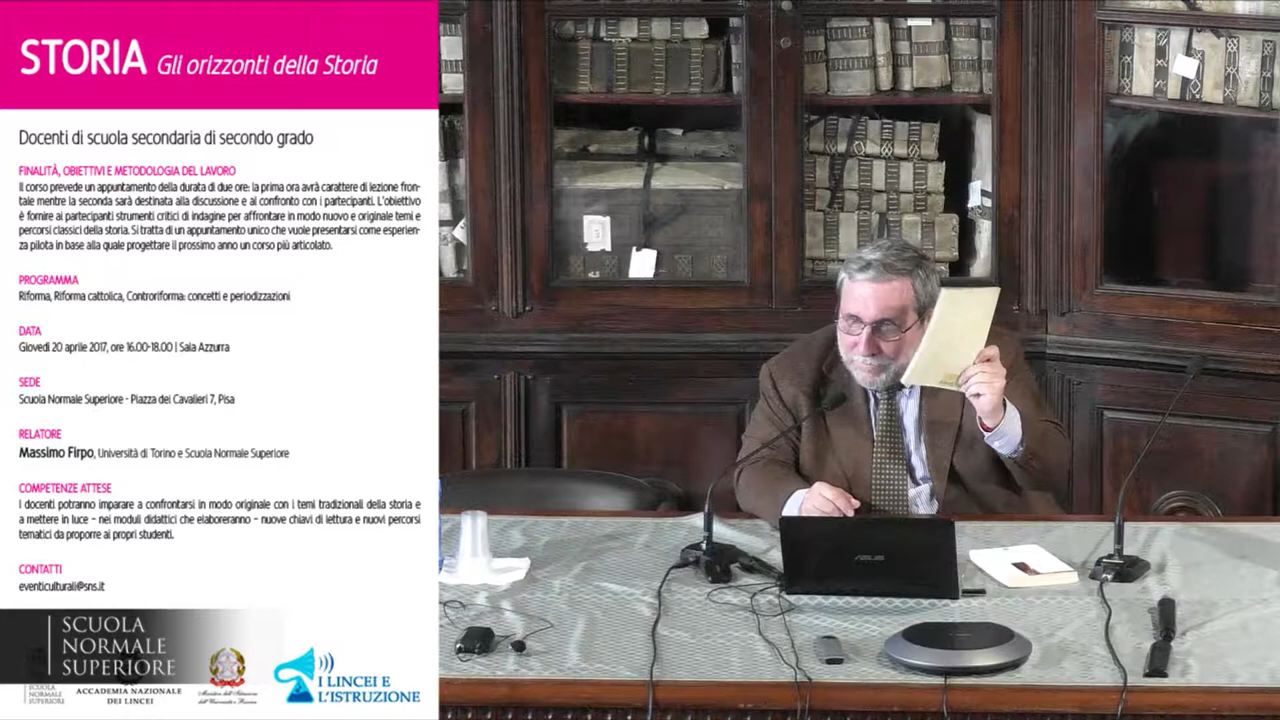 STORIA Gli orizzonti della Storia
Docenti di scuola secondaria di secondo grado
FINALITÀ, OBIETTIVI E METODOLOGIA DEL LAVORO
Il corso prevede un appuntamento della durata di due ore: la prima ora avrà carattere di lezione fron-
tale mentre la seconda sarà destinata alla discussione e al confronto con i partecipanti. L'obiettivo
è fornire ai partecipanti strumenti critici di indagine per affrontare in modo nuovo e originale temi e
percorsi classici della storia. Si tratta di un appuntamento unico che vuole presentarsi come esperien-
za pilota in base alla quale progettare il prossimo anno un corso più articolato.
PROGRAMMA
Riforma, Riforma cattolica, Controriforma: concetti e periodizzazioni
DATA
Giovedì 20 aprile 2017, ore 16.00-18.00 | Sala Azzurra
SEDE
Scuola Normale Superiore - Piazza dei Cavalieri 7, Pisa
RELATORE
Massimo Firpo, Università di Torino e Scuola Normale Superiore
COMPETENZE ATTESE
I docenti potranno imparare a confrontarsi in modo originale con i temi tradizionali della storia e
a mettere in luce – nei moduli didattici che elaboreranno – nuove chiavi di lettura e nuovi percorsi
tematici da proporre ai propri studenti.
CONTATTI
eventiculturali@sns.it
SCUOLA
NORMALE
SUPERIORE
SCUOLA
NORMALE
SUPERIORE
ACCADEMIA NAZIONALE
DEI LINCEI
I LINCEI E
L'ISTRUZIONE
ASUS